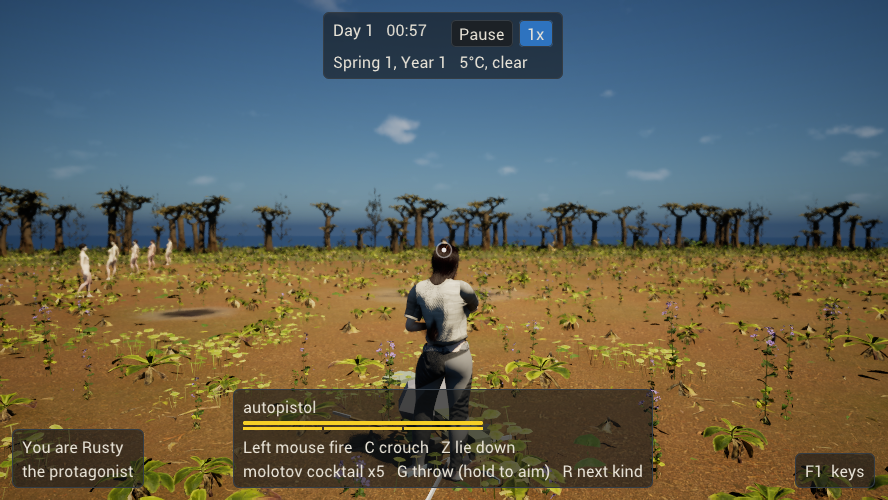 Day 1 00:57 Pause 1x
Spring 1, Year 1 5°C, clear
autopistol
Left mouse fire C crouch Z lie down
molotov cocktail x5 G throw (hold to aim) R next kind
You are Rusty
the protagonist
F1 keys